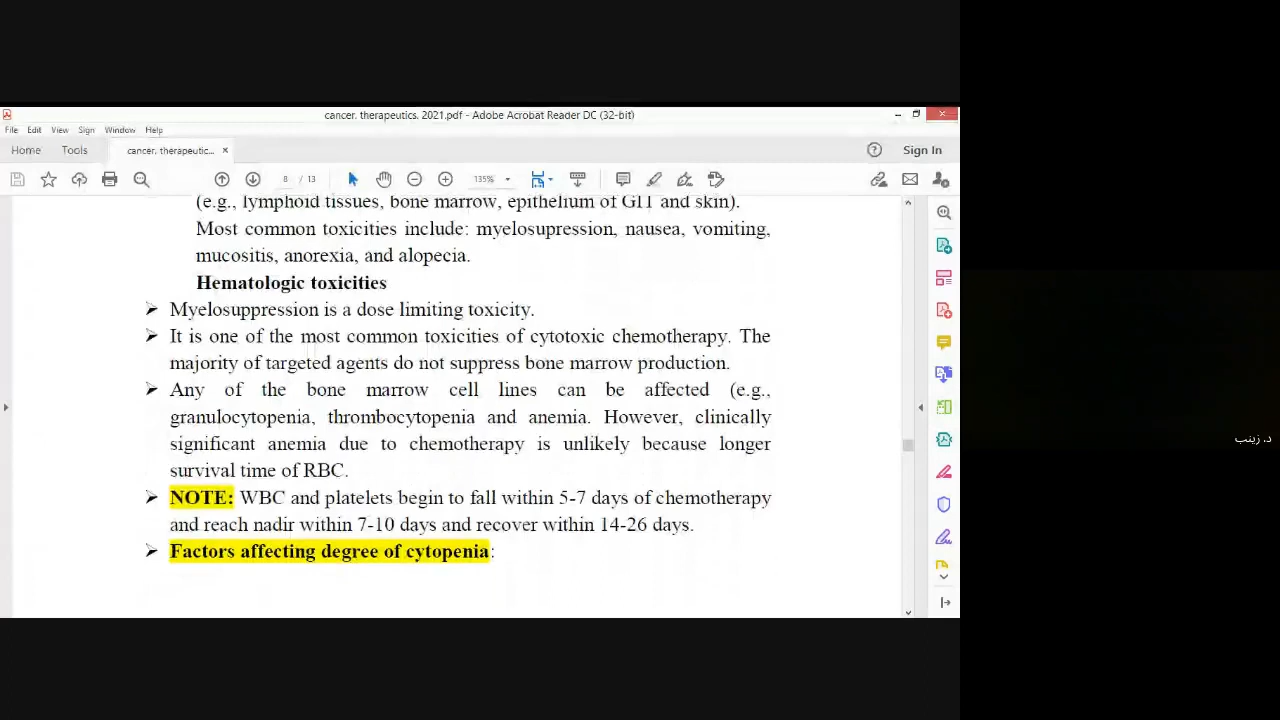 cancer. therapeutics. 2021.pdf - Adobe Acrobat Reader DC (32-bit)
File Edit View Sign Window Help
Home Tools cancer. therapeutic... × Sign In
8 / 13 135%
(e.g., lymphoid tissues, bone marrow, epithelium of GIT and skin).
Most common toxicities include: myelosupression, nausea, vomiting,
mucositis, anorexia, and alopecia.
Hematologic toxicities
➢ Myelosuppression is a dose limiting toxicity.
➢ It is one of the most common toxicities of cytotoxic chemotherapy. The
majority of targeted agents do not suppress bone marrow production.
➢ Any of the bone marrow cell lines can be affected (e.g.,
granulocytopenia, thrombocytopenia and anemia. However, clinically
significant anemia due to chemotherapy is unlikely because longer
survival time of RBC.
➢ NOTE: WBC and platelets begin to fall within 5-7 days of chemotherapy
and reach nadir within 7-10 days and recover within 14-26 days.
➢ Factors affecting degree of cytopenia:
د. زينب